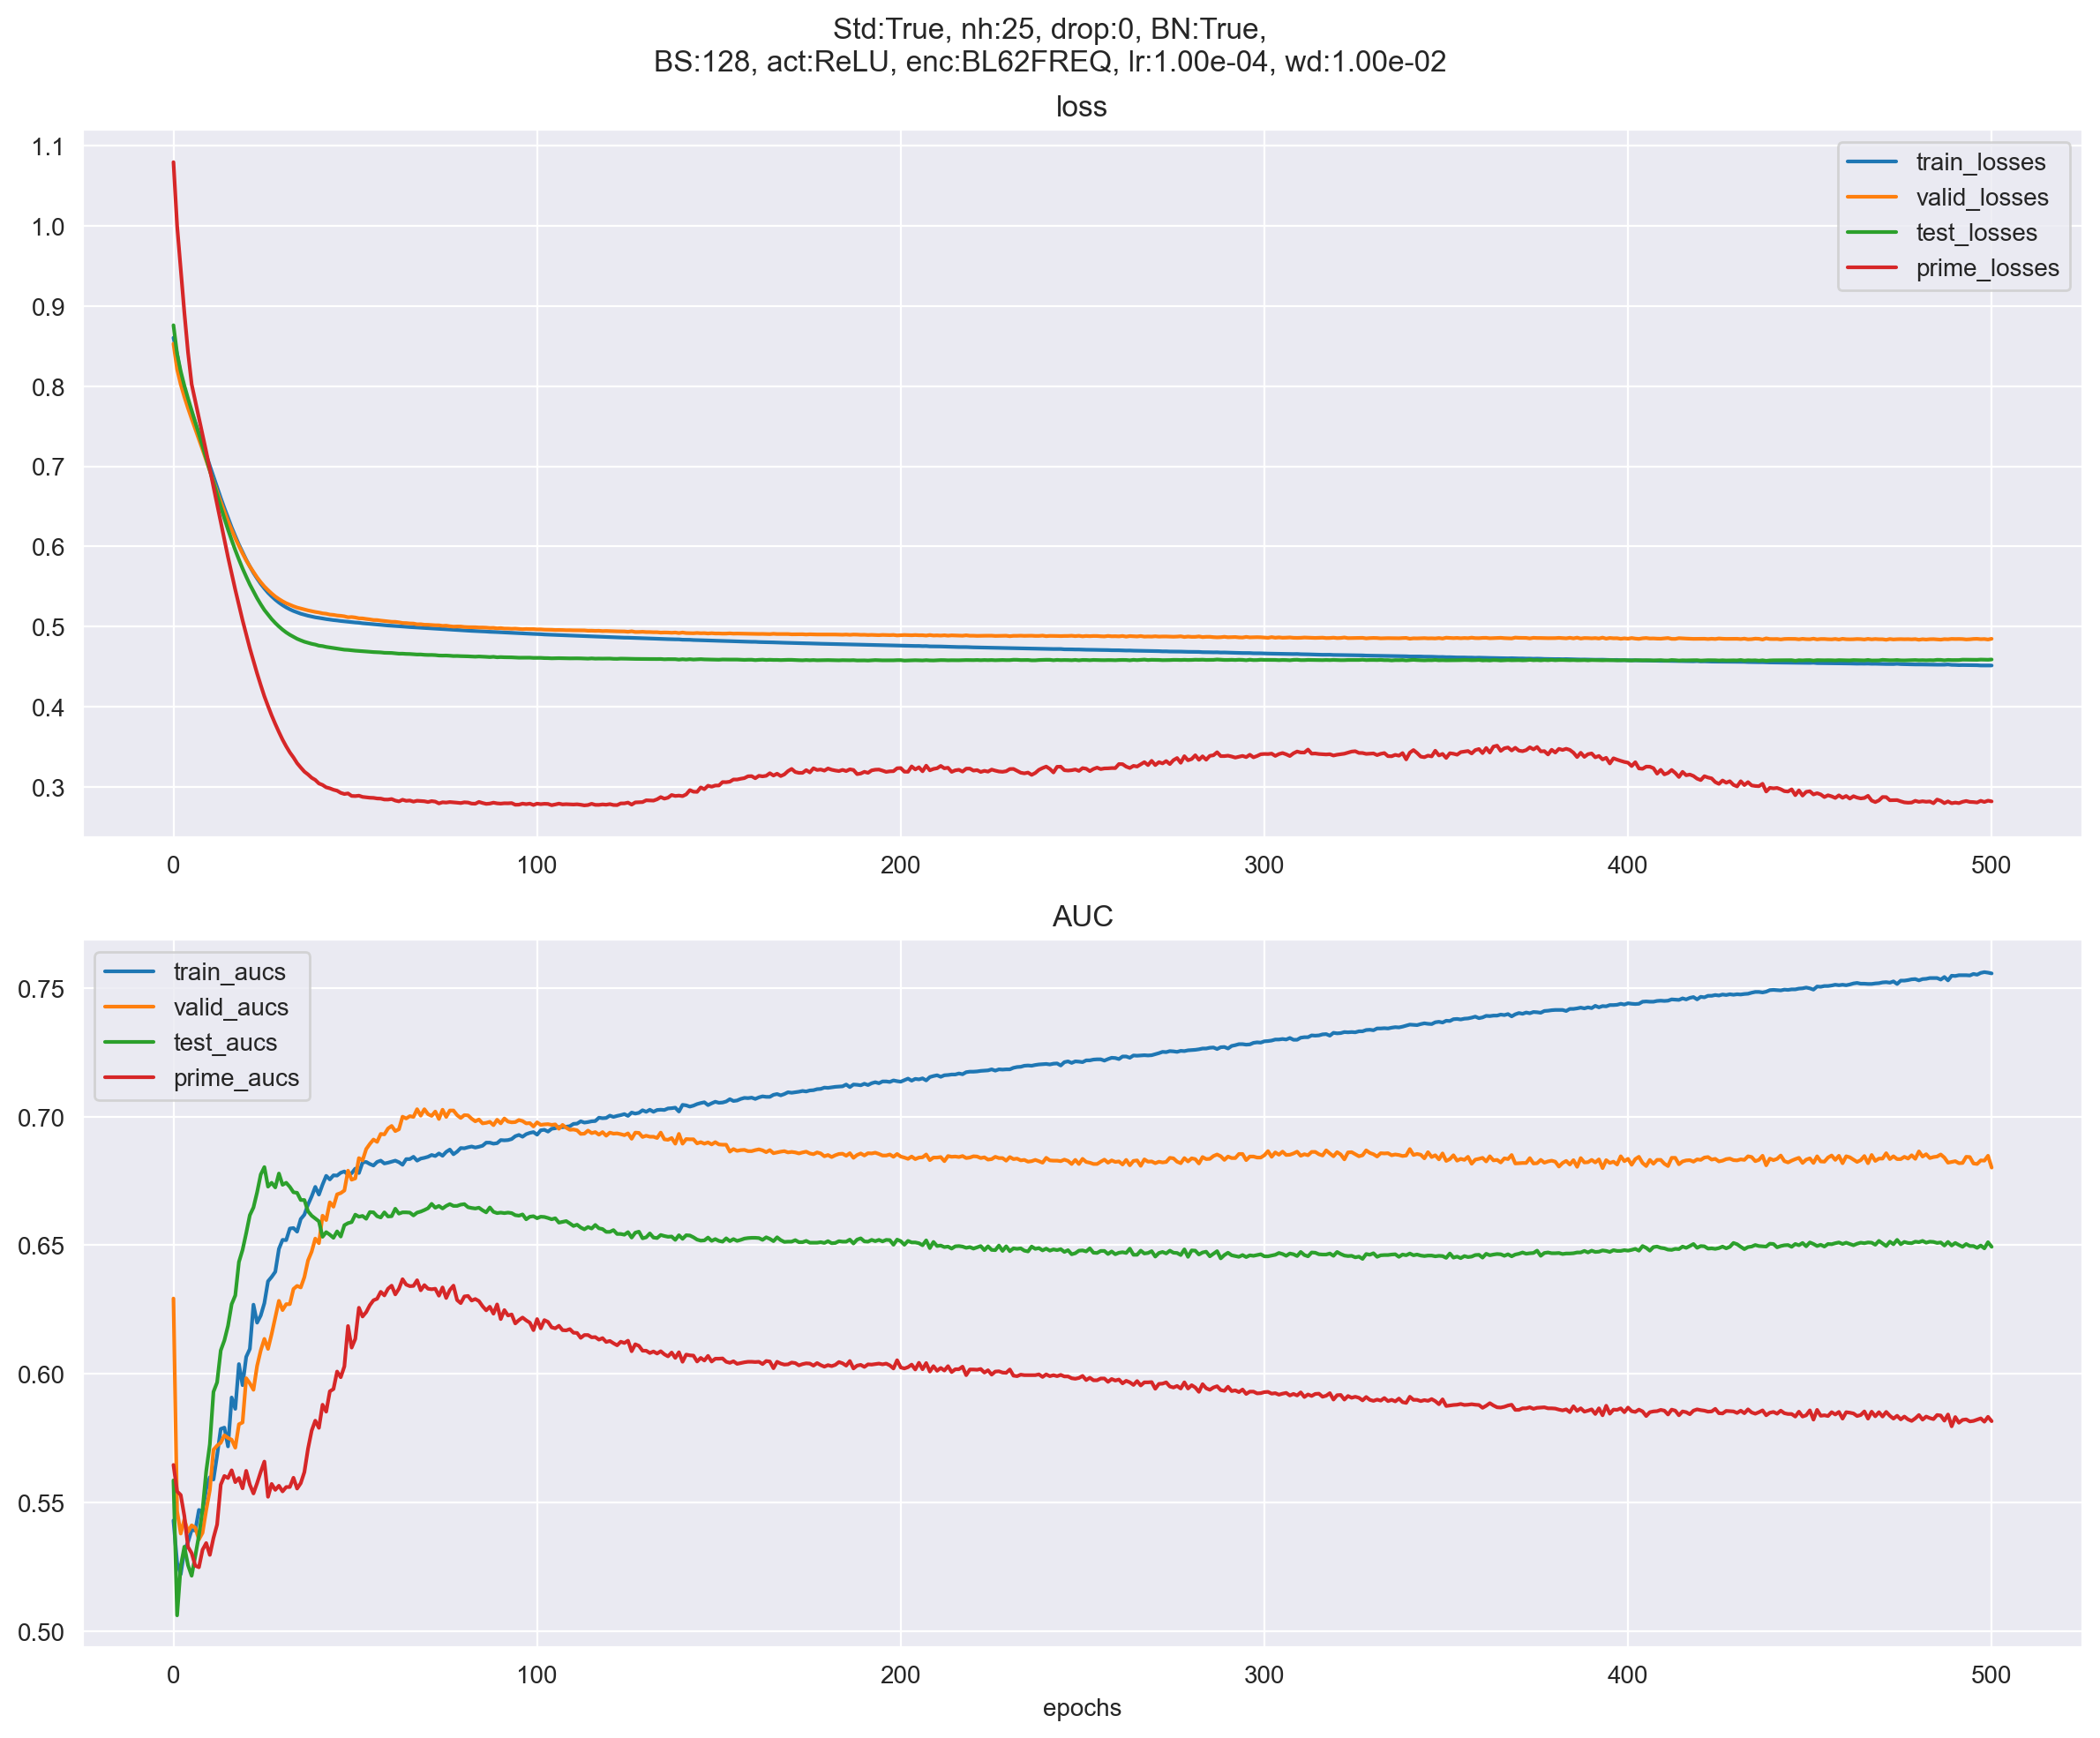 Std:True, nh:25, drop:0, BN:True,
BS:128, act:ReLU, enc:BL62FREQ, lr:1.00e-04, wd:1.00e-02
loss
1.1
1.0
0.9
0.8
0.7
0.6
0.5
0.4
0.3
train_losses
valid_losses
test_losses
prime_losses
0 100 200 300 400 500
AUC
0.75
0.70
0.65
0.60
0.55
0.50
train_aucs
valid_aucs
test_aucs
prime_aucs
0 100 200 300 400 500
epochs